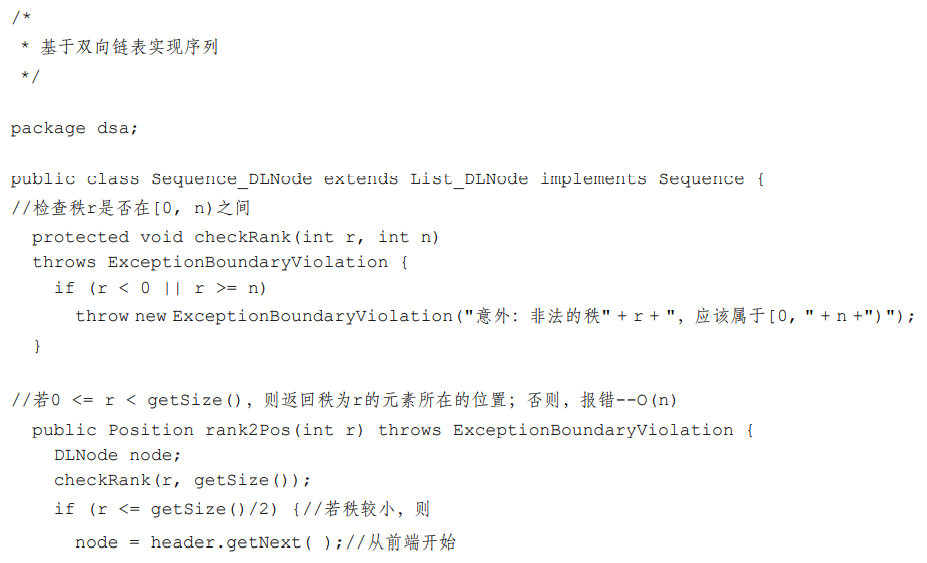 /*
* 基于双向链表实现序列
*/
package dsa;
public class Sequence_DLNode extends List_DLNode implements Sequence {
//检查秩r是否在[0, n)之间
protected void checkRank(int r, int n)
throws ExceptionBoundaryViolation {
if (r < 0 || r >= n)
throw new ExceptionBoundaryViolation("意外：非法的秩" + r + "，应该属于[0, " + n +")");
}
//若0 <= r < getSize()，则返回秩为r的元素所在的位置；否则，报错--O(n)
public Position rank2Pos(int r) throws ExceptionBoundaryViolation {
DLNode node;
checkRank(r, getSize());
if (r <= getSize()/2) {//若秩较小，则
node = header.getNext( );//从前端开始